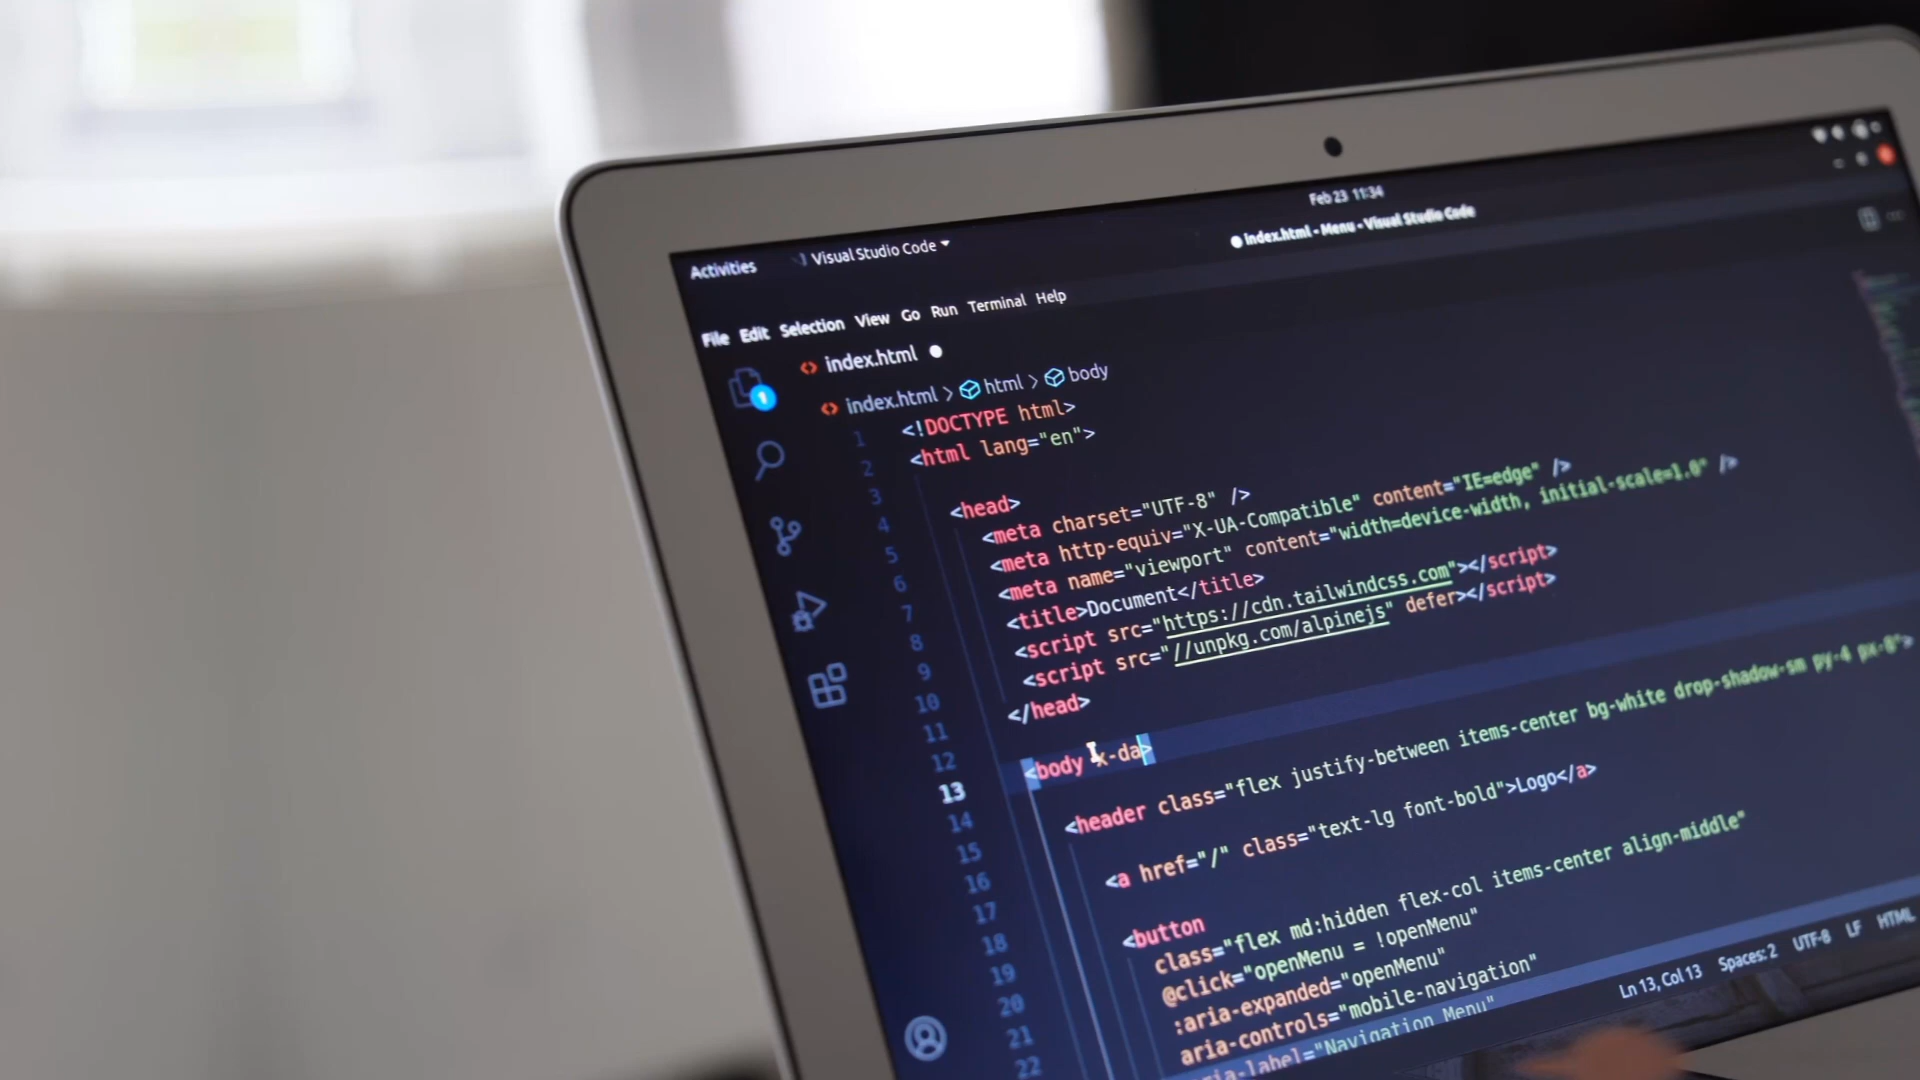 Feb 23 11:34
Activities Visual Studio Code
index.html - Menu - Visual Studio Code
File Edit Selection View Go Run Terminal Help
index.html
index.html > html > body
1 <!DOCTYPE html>
2 <html lang="en">
3
4 <head>
5 <meta charset="UTF-8" />
6 <meta http-equiv="X-UA-Compatible" content="IE=edge" />
7 <meta name="viewport" content="width=device-width, initial-scale=1.0" />
8 <title>Document</title>
9 <script src="https://cdn.tailwindcss.com"></script>
10 <script src="//unpkg.com/alpinejs" defer></script>
11 </head>
12
13 <body x-da>
14
15 <header class="flex justify-between items-center bg-white drop-shadow-sm py-4 px-8">
16
17 <a href="/" class="text-lg font-bold">Logo</a>
18
19 <button
20 class="flex md:hidden flex-col items-center align-middle"
21 @click="openMenu = !openMenu"
22 :aria-expanded="openMenu"
aria-controls="mobile-navigation"
aria-label="Navigation Menu"
Ln 13, Col 13 Spaces: 2 UTF-8 LF HTML
1